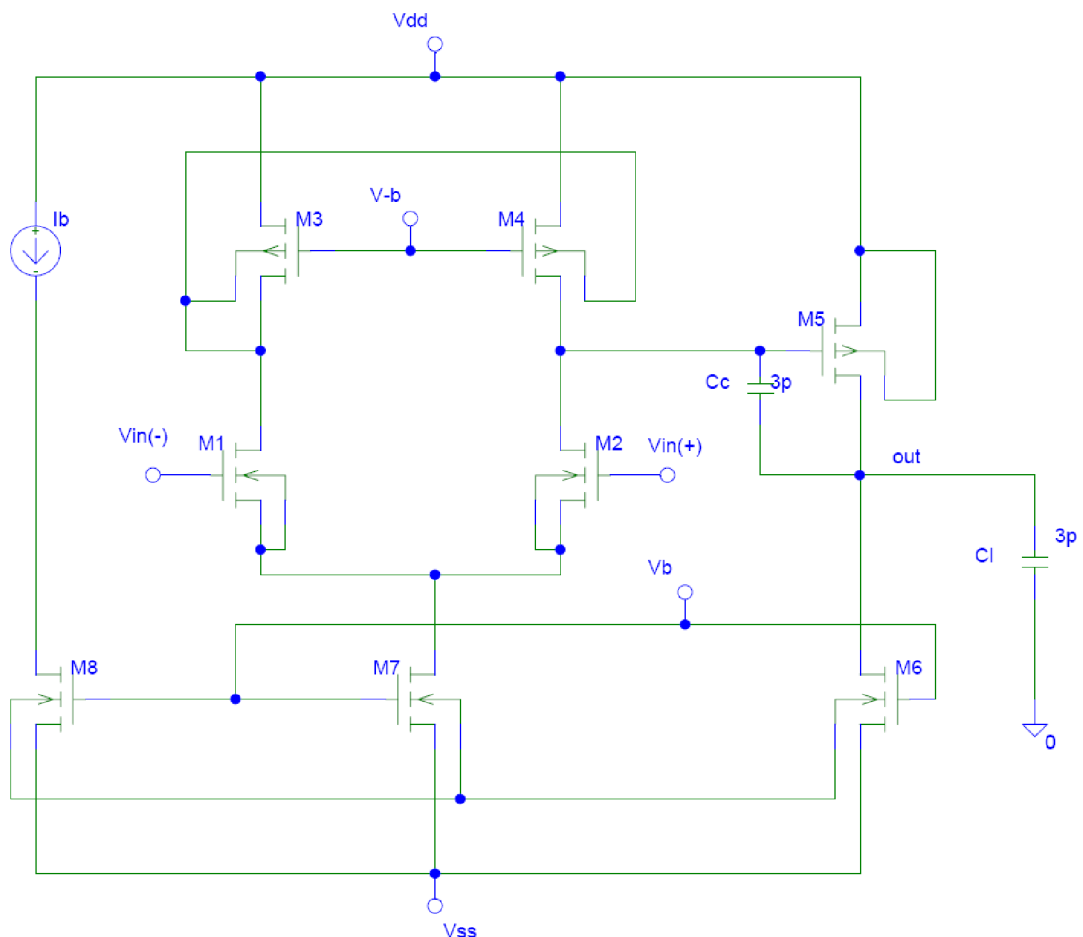 Vdd
Ib
M3
V-b
M4
M5
Cc
3p
Vin(-)
M1
M2
Vin(+)
out
3p
Cl
Vb
M8
M7
M6
0
Vss
+
-